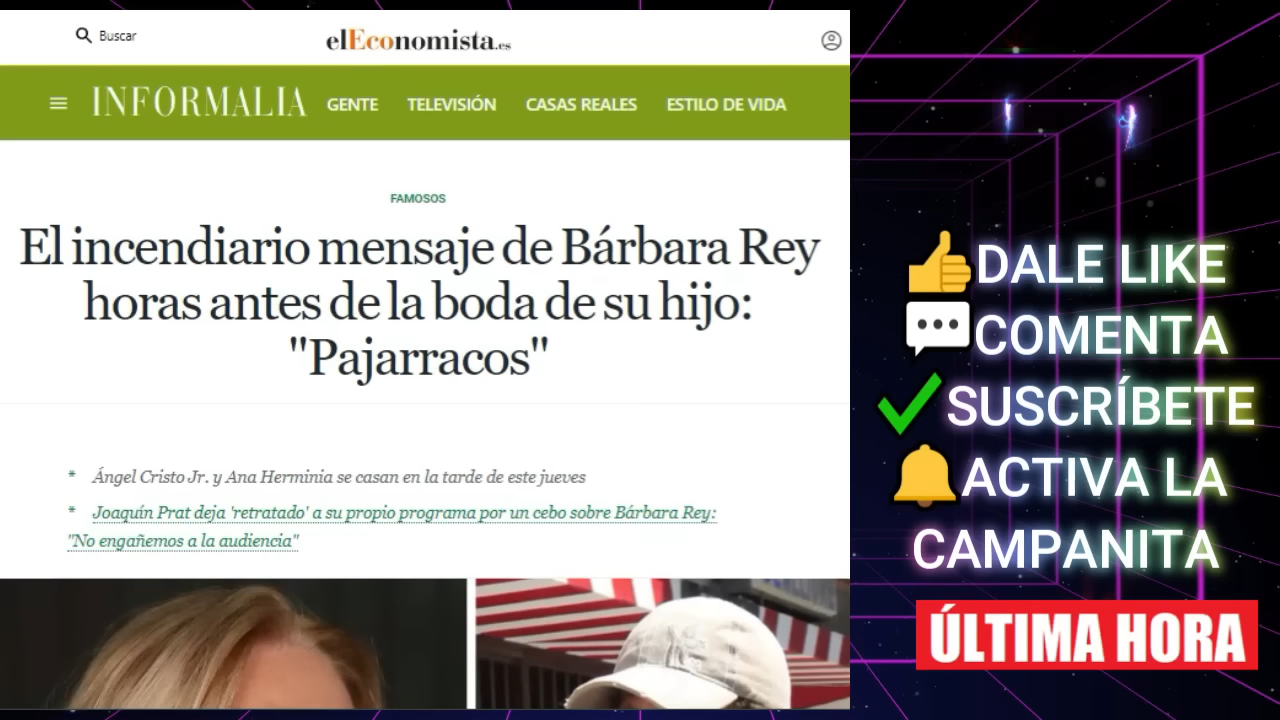 Buscar
elEconomista.es
INFORMALIA GENTE TELEVISIÓN CASAS REALES ESTILO DE VIDA
FAMOSOS
El incendiario mensaje de Bárbara Rey
horas antes de la boda de su hijo:
"Pajarracos"
* Ángel Cristo Jr. y Ana Herminia se casan en la tarde de este jueves
* Joaquín Prat deja 'retratado' a su propio programa por un cebo sobre Bárbara Rey:
"No engañemos a la audiencia"
DALE LIKE
COMENTA
SUSCRÍBETE
ACTIVA LA
CAMPANITA
ÚLTIMA HORA